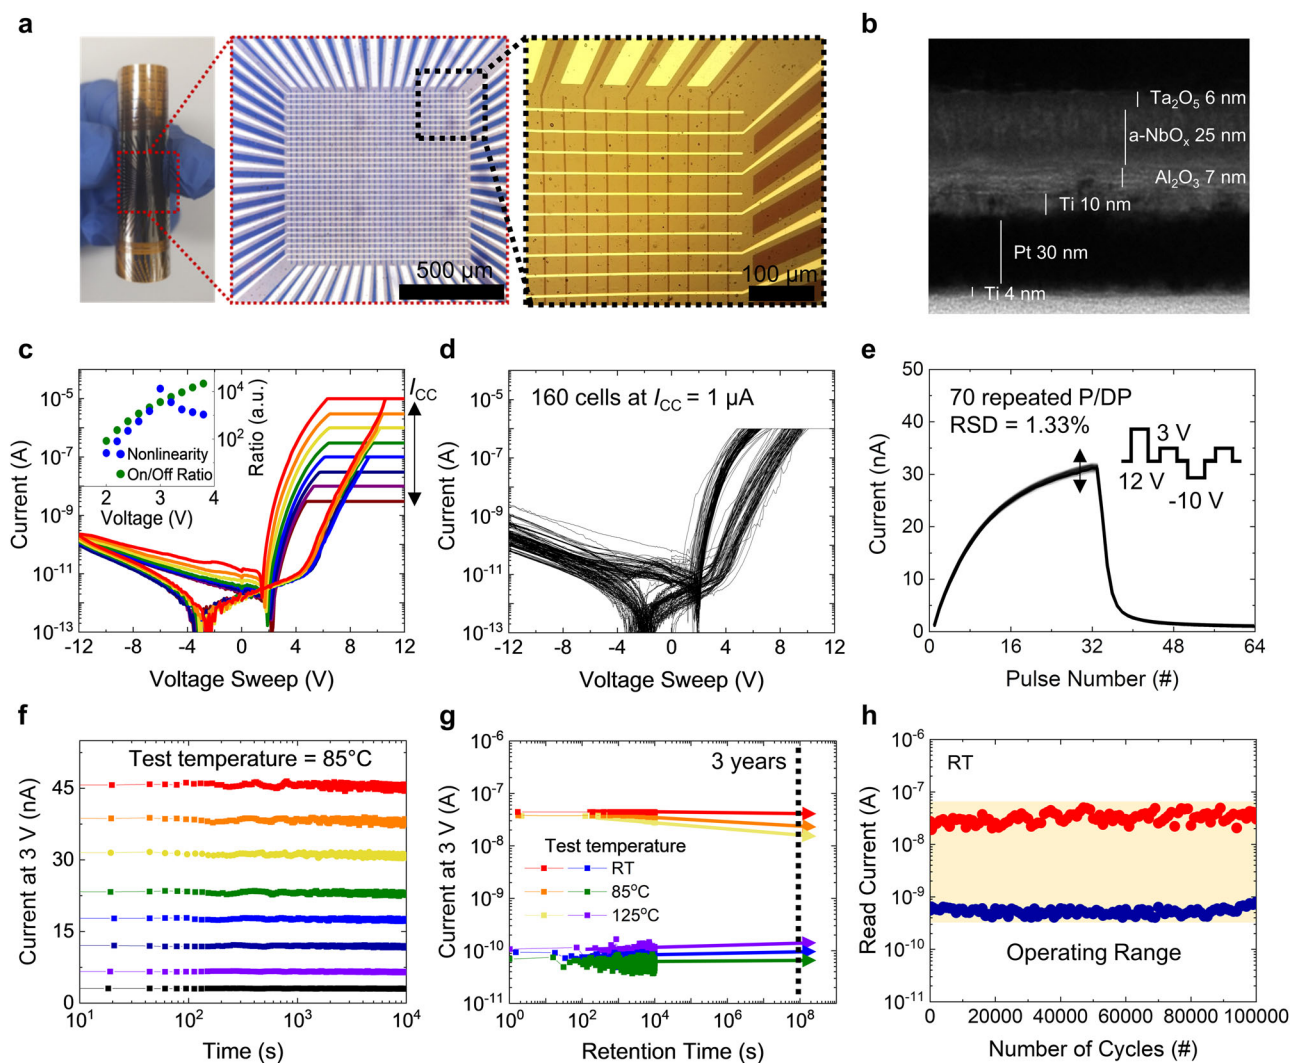 a
500 µm
100 µm
b
Ta₂O₅ 6 nm
a-NbOₓ 25 nm
Al₂O₃ 7 nm
Ti 10 nm
Pt 30 nm
Ti 4 nm
c
Current (A)
10⁻⁵
10⁻⁷
10⁻⁹
10⁻¹¹
10⁻¹³
-12 -8 -4 0 4 8 12
Voltage Sweep (V)
I_CC
Nonlinearity
On/Off Ratio
2 3 4
Voltage (V)
10⁴
10²
Ratio (a.u.)
d
160 cells at I_CC = 1 µA
Current (A)
10⁻⁵
10⁻⁷
10⁻⁹
10⁻¹¹
10⁻¹³
-12 -8 -4 0 4 8 12
Voltage Sweep (V)
e
70 repeated P/DP
RSD = 1.33%
3 V
12 V
-10 V
Current (nA)
50
40
30
20
10
0
0 16 32 48 64
Pulse Number (#)
f
Test temperature = 85°C
Current at 3 V (nA)
45
30
15
0
10¹ 10² 10³ 10⁴
Time (s)
g
3 years
Test temperature
RT
85°C
125°C
Current at 3 V (A)
10⁻⁶
10⁻⁷
10⁻⁸
10⁻⁹
10⁻¹⁰
10⁻¹¹
10⁰ 10² 10⁴ 10⁶ 10⁸
Retention Time (s)
h
RT
Operating Range
Read Current (A)
10⁻⁶
10⁻⁷
10⁻⁸
10⁻⁹
10⁻¹⁰
10⁻¹¹
0 20000 40000 60000 80000 100000
Number of Cycles (#)